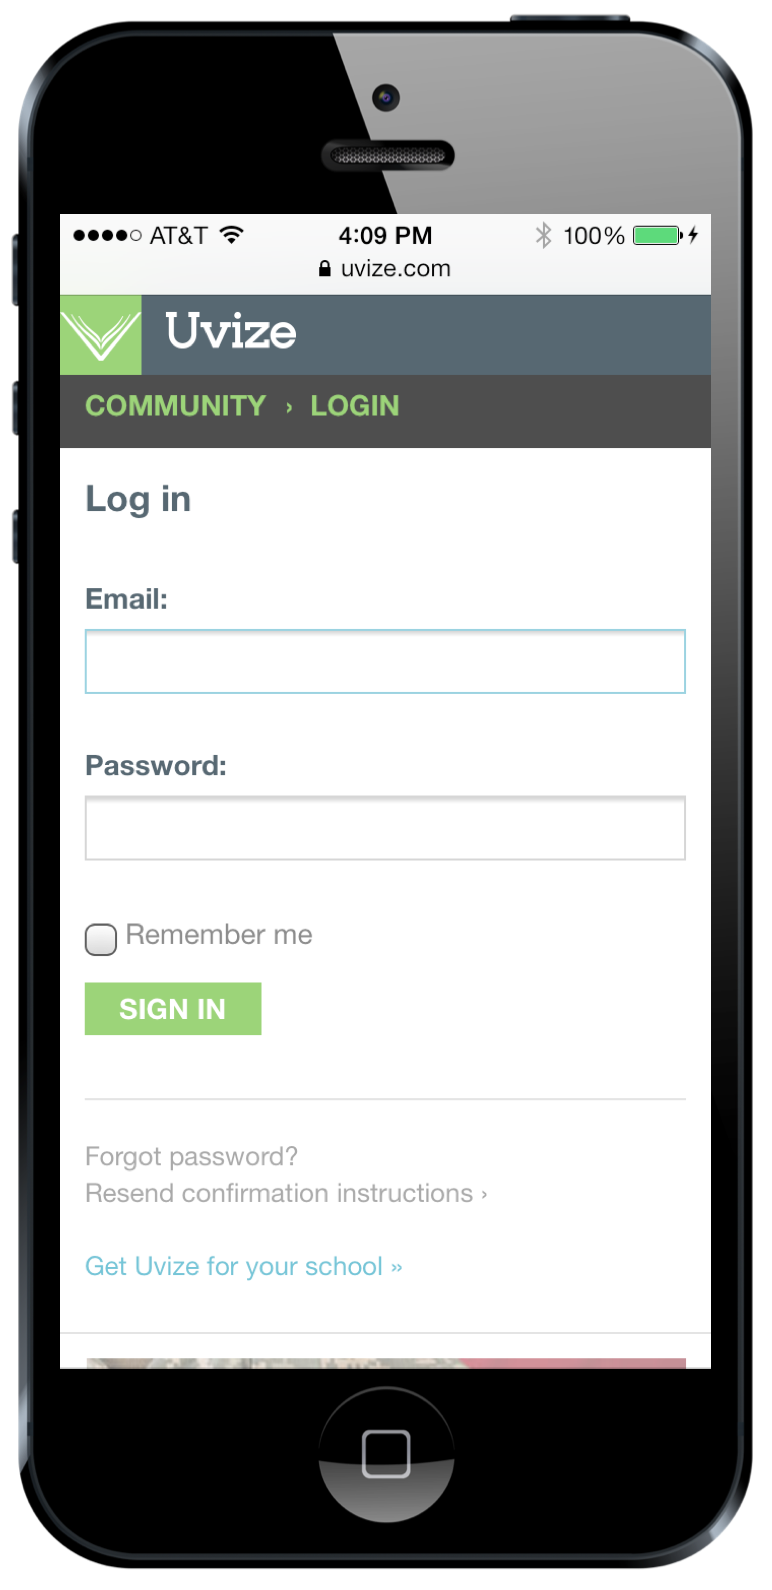 AT&T 4:09 PM 100%
uvize.com
Uvize
COMMUNITY › LOGIN
Log in
Email:
Password:
Remember me
SIGN IN
Forgot password?
Resend confirmation instructions ›
Get Uvize for your school »